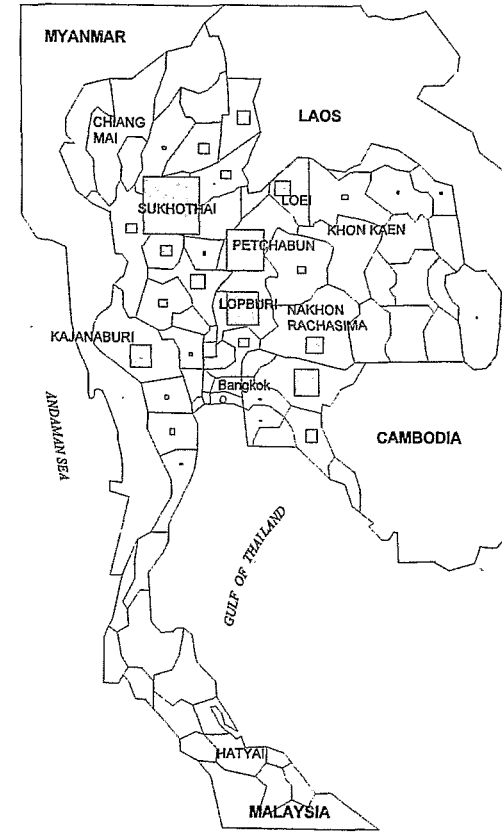 MYANMAR
LAOS
CHIANG
MAI
LOEI
SUKHOTHAI
KHON KAEN
PETCHABUN
LOPBURI
NAKHON
RACHASIMA
KAJANABURI
Bangkok
CAMBODIA
ANDAMAN SEA
GULF OF THAILAND
HATYAI
MALAYSIA